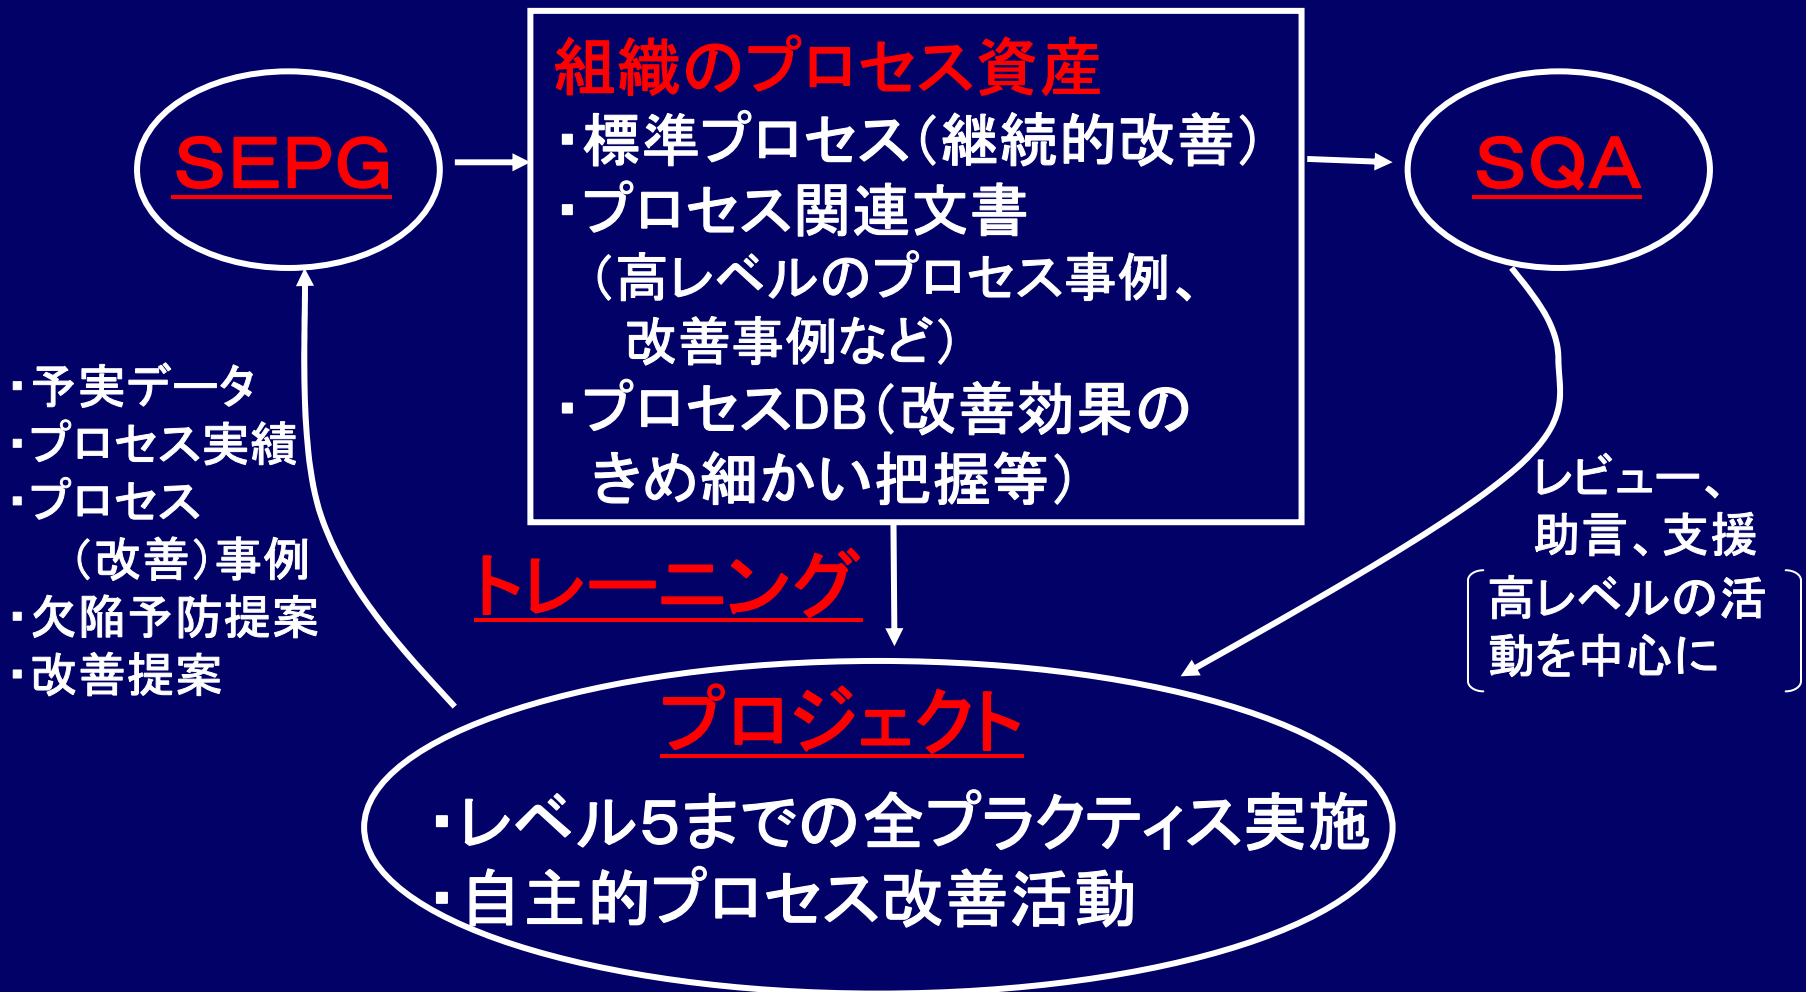 SEPG
組織のプロセス資産
・標準プロセス（継続的改善）
・プロセス関連文書
（高レベルのプロセス事例、
改善事例など）
・プロセスDB（改善効果の
きめ細かい把握等）
SQA
・予実データ
・プロセス実績
・プロセス
（改善）事例
・欠陥予防提案
・改善提案
トレーニング
レビュー、
助言、支援
高レベルの活
動を中心に
プロジェクト
・レベル５までの全プラクティス実施
・自主的プロセス改善活動